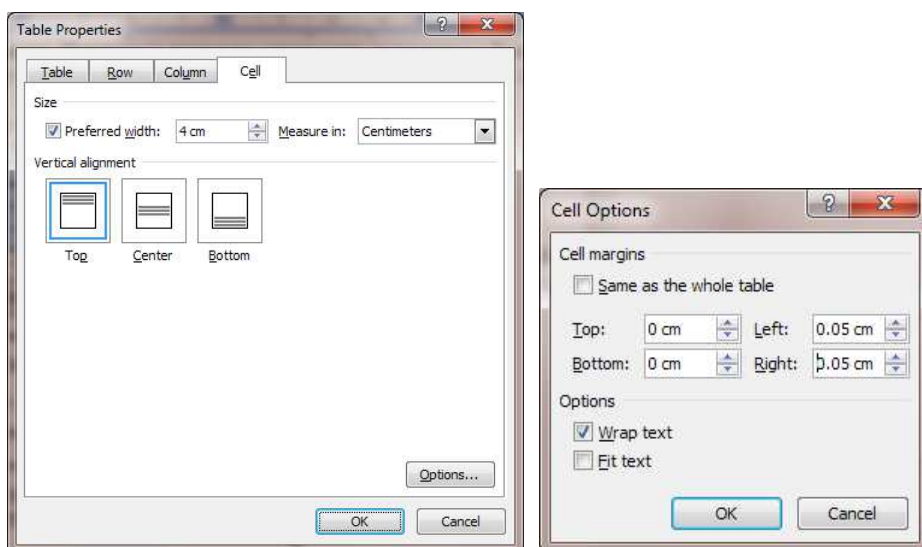 Table Properties
Table Row Column Cell
Size
Preferred width: 4 cm Measure in: Centimeters
Vertical alignment
Top Center Bottom
Options...
OK Cancel
Cell Options
Cell margins
Same as the whole table
Top: 0 cm Left: 0.05 cm
Bottom: 0 cm Right: 0.05 cm
Options
Wrap text
Fit text
OK Cancel